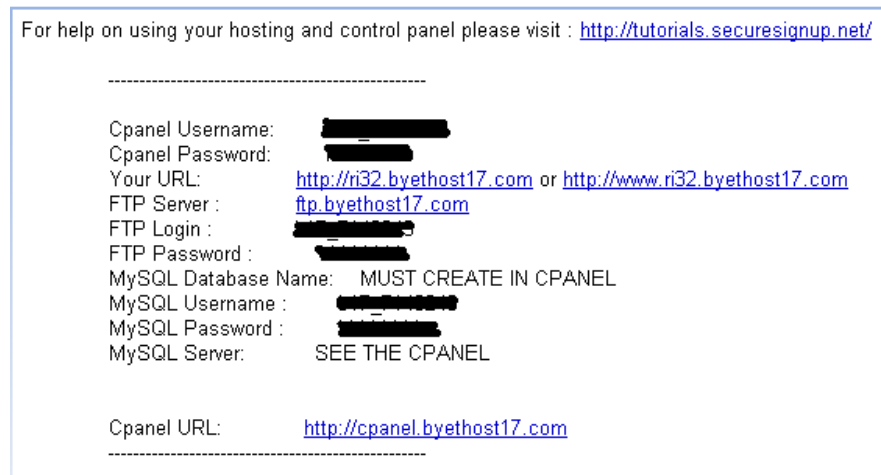 For help on using your hosting and control panel please visit : http://tutorials.securesignup.net/
---------------------------------------------------
Cpanel Username:
Cpanel Password:
Your URL: http://ri32.byethost17.com or http://www.ri32.byethost17.com
FTP Server : ftp.byethost17.com
FTP Login :
FTP Password :
MySQL Database Name: MUST CREATE IN CPANEL
MySQL Username :
MySQL Password :
MySQL Server: SEE THE CPANEL
Cpanel URL: http://cpanel.byethost17.com
---------------------------------------------------